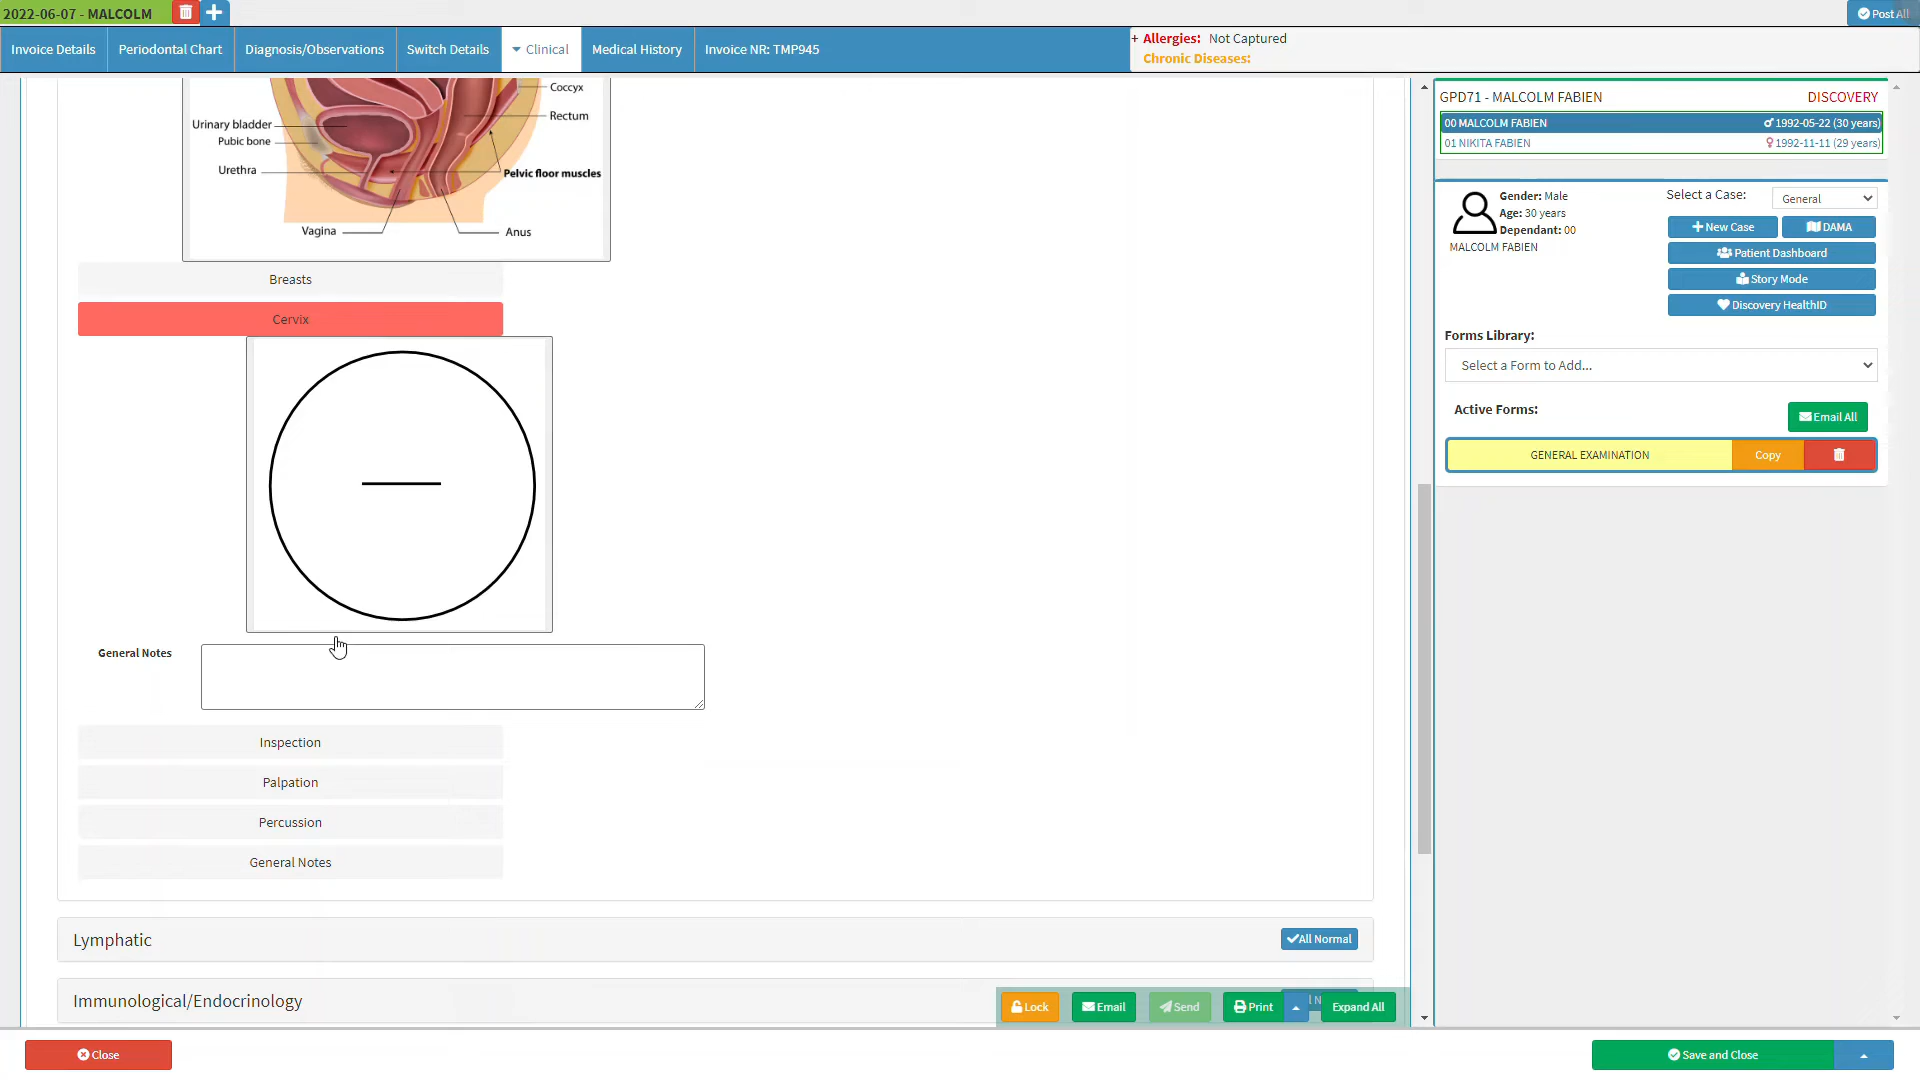 2022-06-07 - MALCOLM
Post All
Invoice Details
Periodontal Chart
Diagnosis/Observations
Switch Details
Clinical
Medical History
Invoice NR: TMP945
+ Allergies: Not Captured
Chronic Diseases:
Coccyx
Rectum
Urinary bladder
Pubic bone
Urethra
Pelvic floor muscles
Vagina
Anus
Breasts
Cervix
General Notes
Inspection
Palpation
Percussion
General Notes
Lymphatic
All Normal
Immunological/Endocrinology
Lock
Email
Send
Print
Expand All
Close
Save and Close
GPD71 - MALCOLM FABIEN
DISCOVERY
00 MALCOLM FABIEN
1992-05-22 (30 years)
01 NIKITA FABIEN
1992-11-11 (29 years)
Gender: Male
Age: 30 years
Dependant: 00
MALCOLM FABIEN
Select a Case:
General
New Case
DAMA
Patient Dashboard
Story Mode
Discovery HealthID
Forms Library:
Select a Form to Add...
Active Forms:
Email All
GENERAL EXAMINATION
Copy